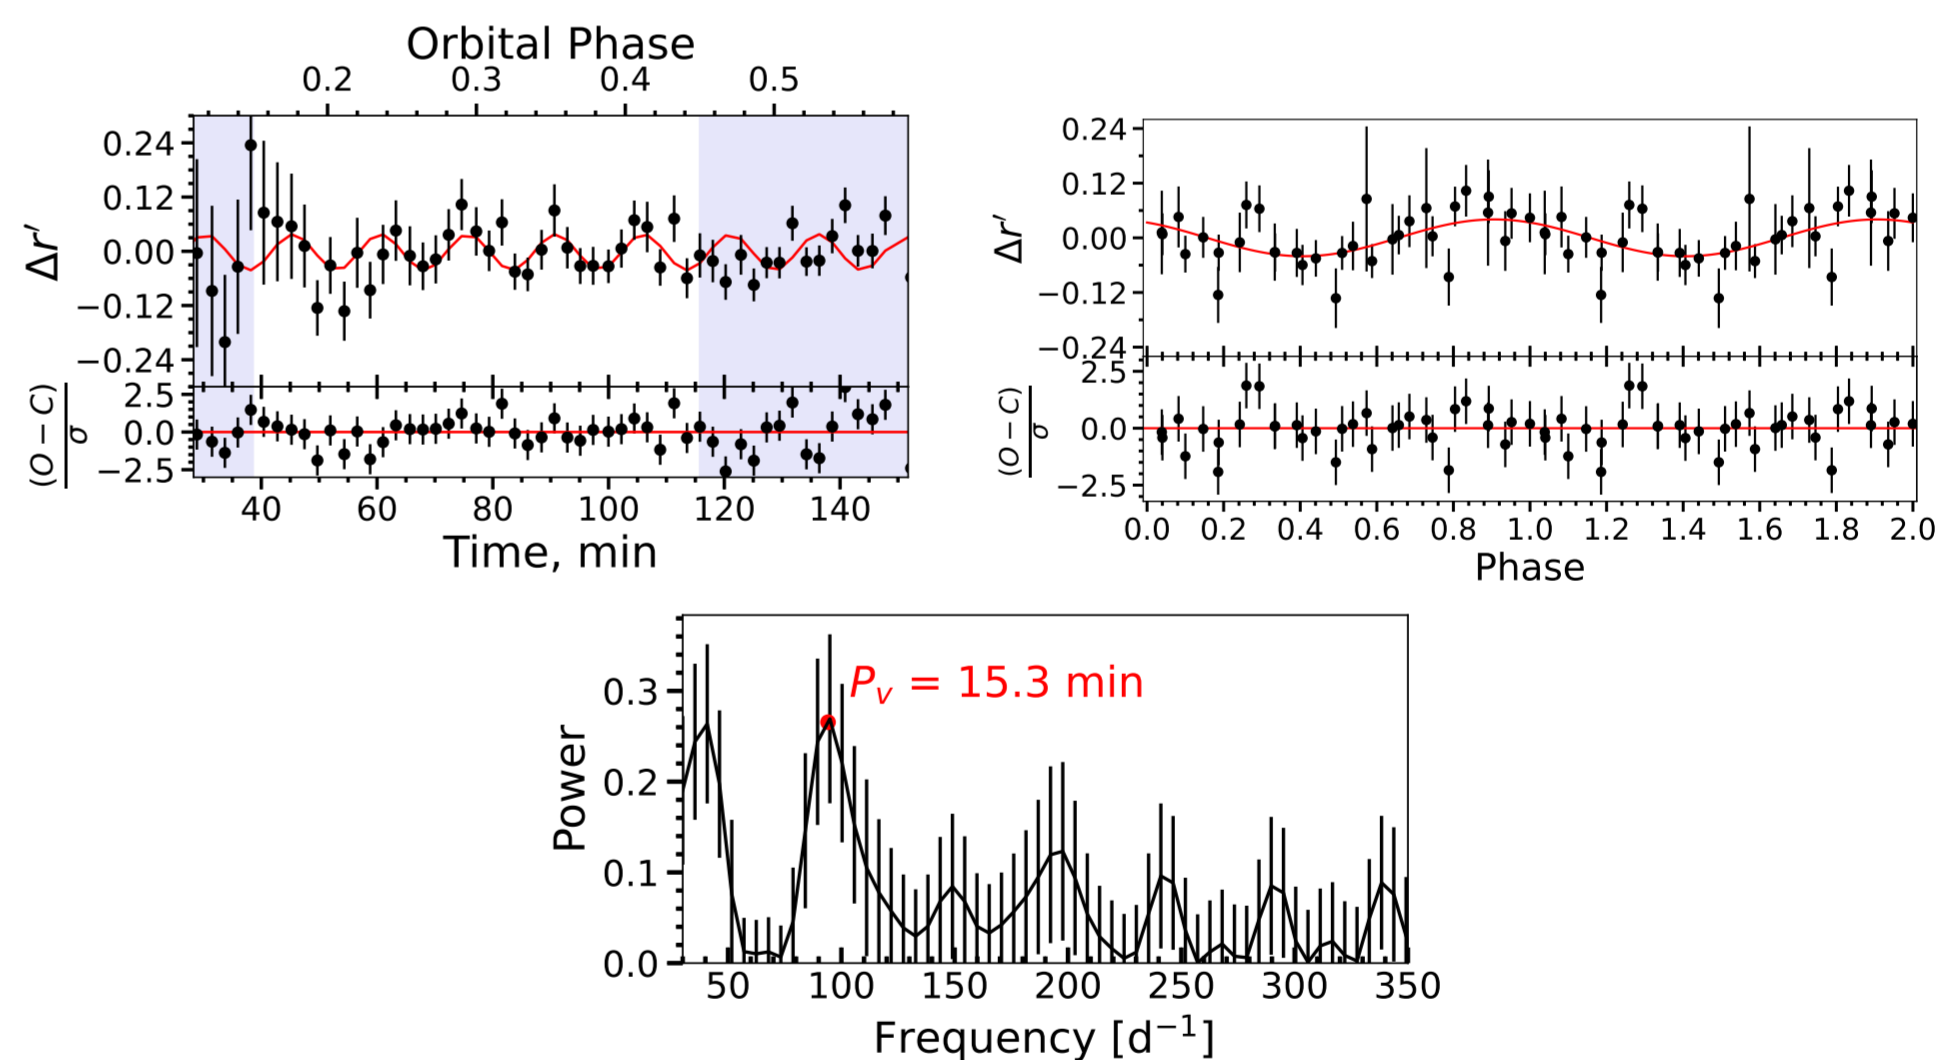 Orbital Phase
0.2 0.3 0.4 0.5
0.24
0.12
0.00
−0.12
−0.24
Δr′
2.5
0.0
−2.5
(O − C)
σ
40 60 80 100 120 140
Time, min
0.24
0.12
0.00
−0.12
−0.24
Δr′
2.5
0.0
−2.5
(O − C)
σ
0.0 0.2 0.4 0.6 0.8 1.0 1.2 1.4 1.6 1.8 2.0
Phase
Pᵥ = 15.3 min
0.3
0.2
0.1
0.0
Power
50 100 150 200 250 300 350
Frequency [d⁻¹]